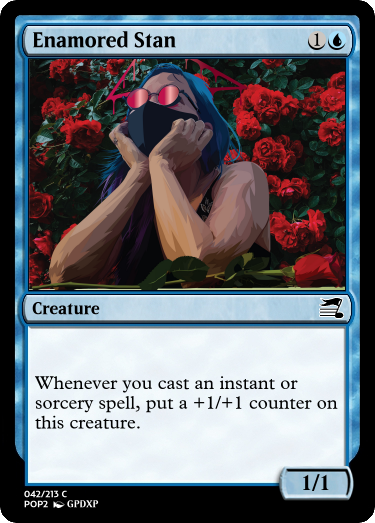 Enamored Stan 1
Creature
Whenever you cast an instant or
sorcery spell, put a +1/+1 counter on
this creature.
1/1
042/213 C
POP2 GPDXP